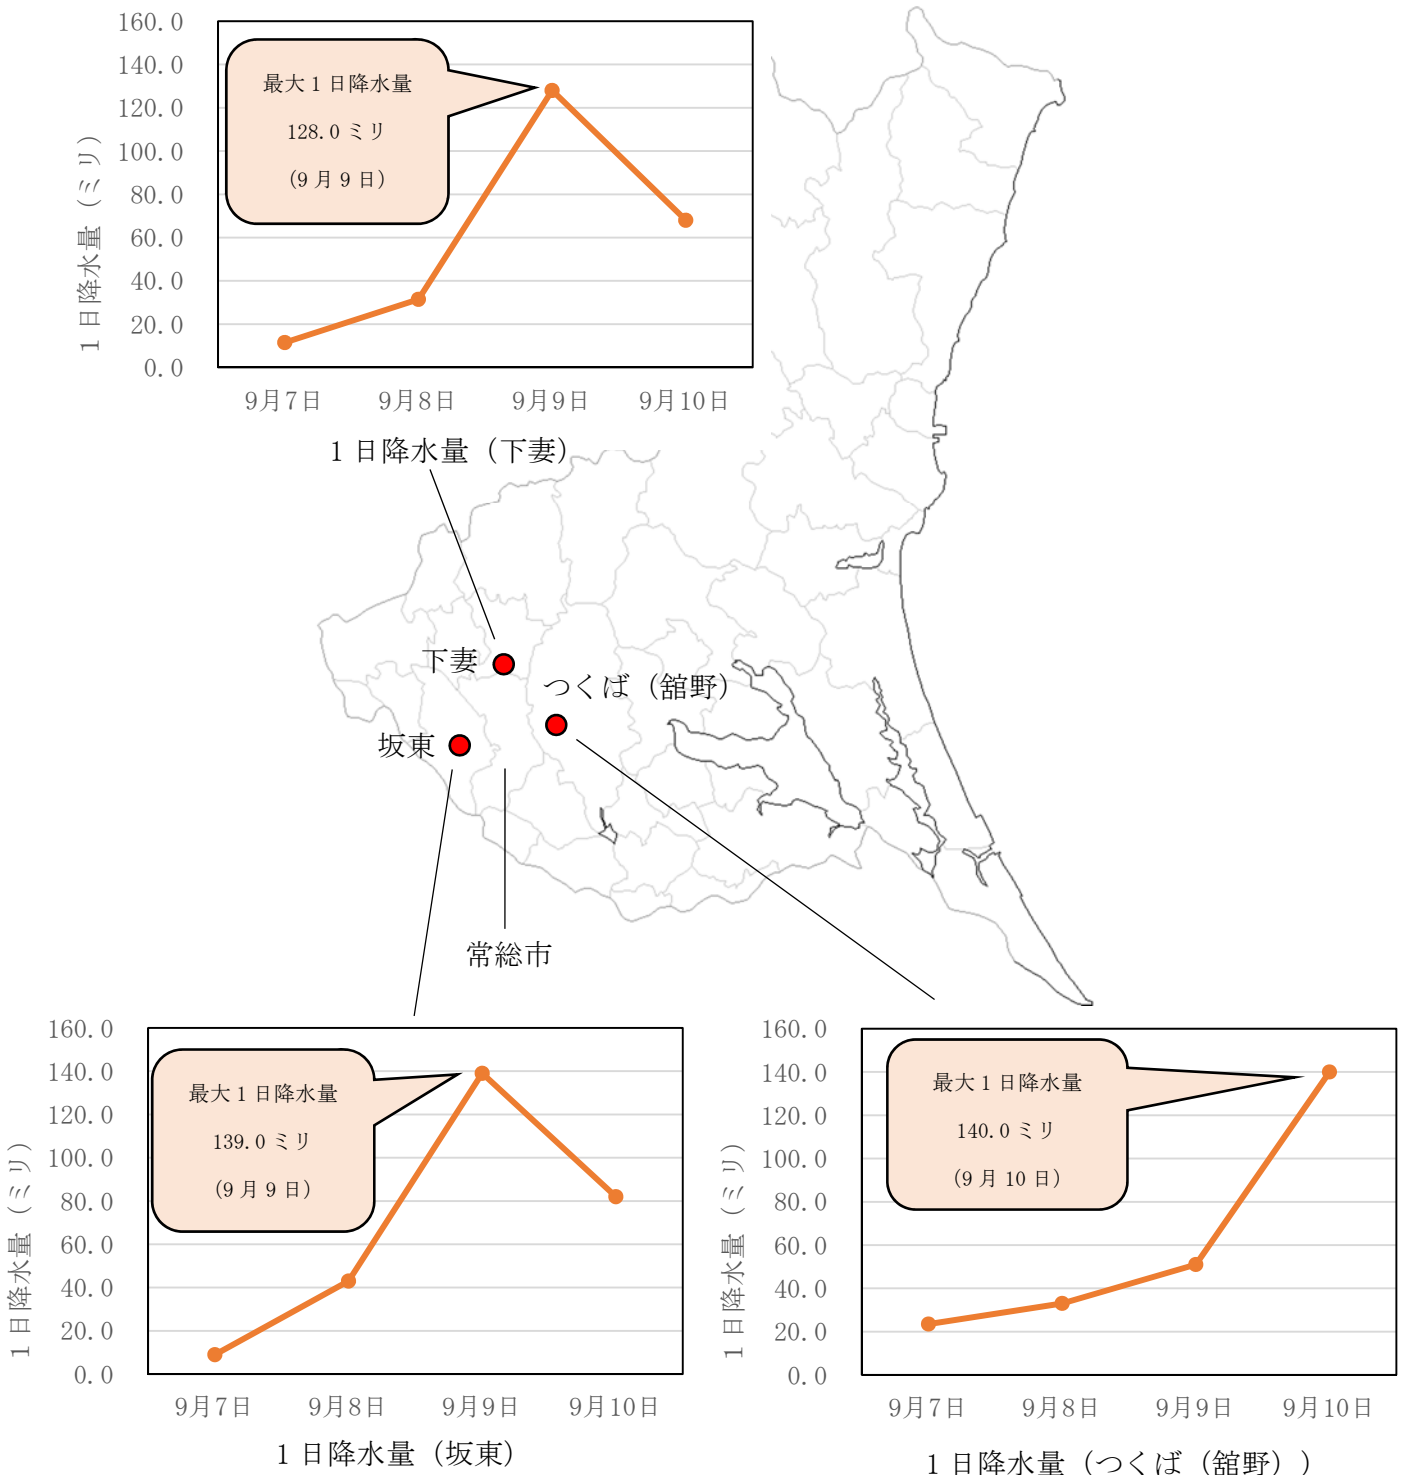 160.0
140.0
120.0
100.0
80.0
60.0
40.0
20.0
0.0
1日降水量（ミリ）
最大1日降水量
128.0ミリ
(9月9日)
9月7日 9月8日 9月9日 9月10日
1日降水量（下妻）
下妻
つくば（舘野）
坂東
常総市
160.0
140.0
120.0
100.0
80.0
60.0
40.0
20.0
0.0
1日降水量（ミリ）
最大1日降水量
139.0ミリ
(9月9日)
9月7日 9月8日 9月9日 9月10日
1日降水量（坂東）
160.0
140.0
120.0
100.0
80.0
60.0
40.0
20.0
0.0
1日降水量（ミリ）
最大1日降水量
140.0ミリ
(9月10日)
9月7日 9月8日 9月9日 9月10日
1日降水量（つくば（舘野））